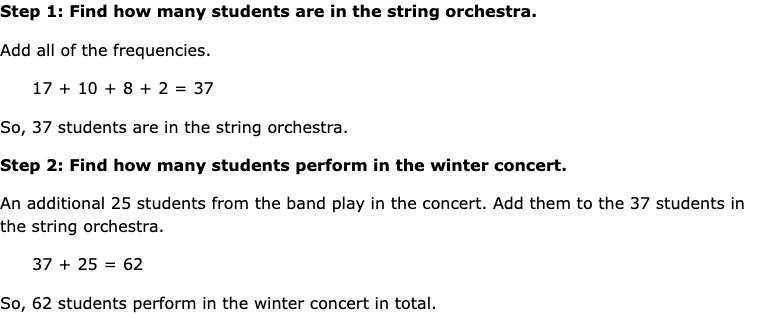 Step 1: Find how many students are in the string orchestra.
Add all of the frequencies.
17 + 10 + 8 + 2 = 37
So, 37 students are in the string orchestra.
Step 2: Find how many students perform in the winter concert.
An additional 25 students from the band play in the concert. Add them to the 37 students in
the string orchestra.
37 + 25 = 62
So, 62 students perform in the winter concert in total.